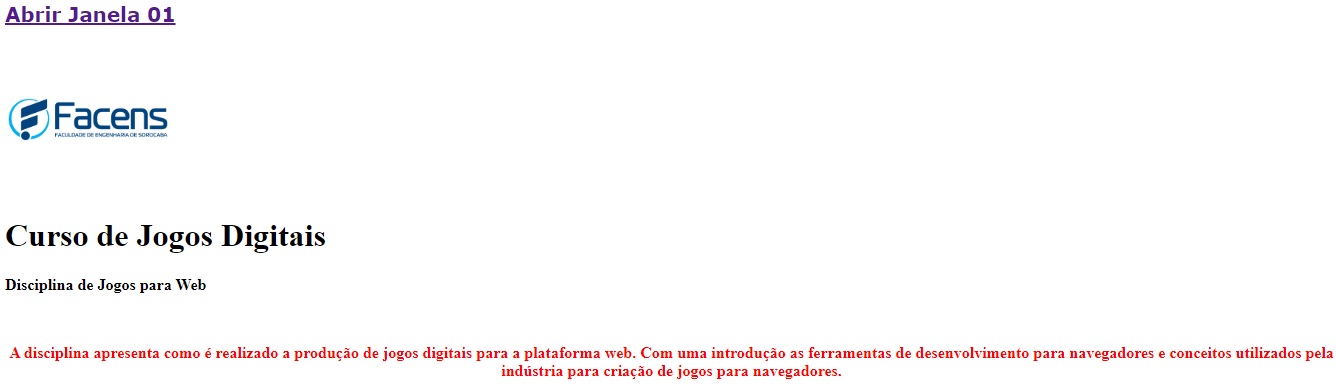 Abrir Janela 01
Facens
FACULDADE DE ENGENHARIA DE SOROCABA
Curso de Jogos Digitais
Disciplina de Jogos para Web
A disciplina apresenta como é realizado a produção de jogos digitais para a plataforma web. Com uma introdução as ferramentas de desenvolvimento para navegadores e conceitos utilizados pela
indústria para criação de jogos para navegadores.